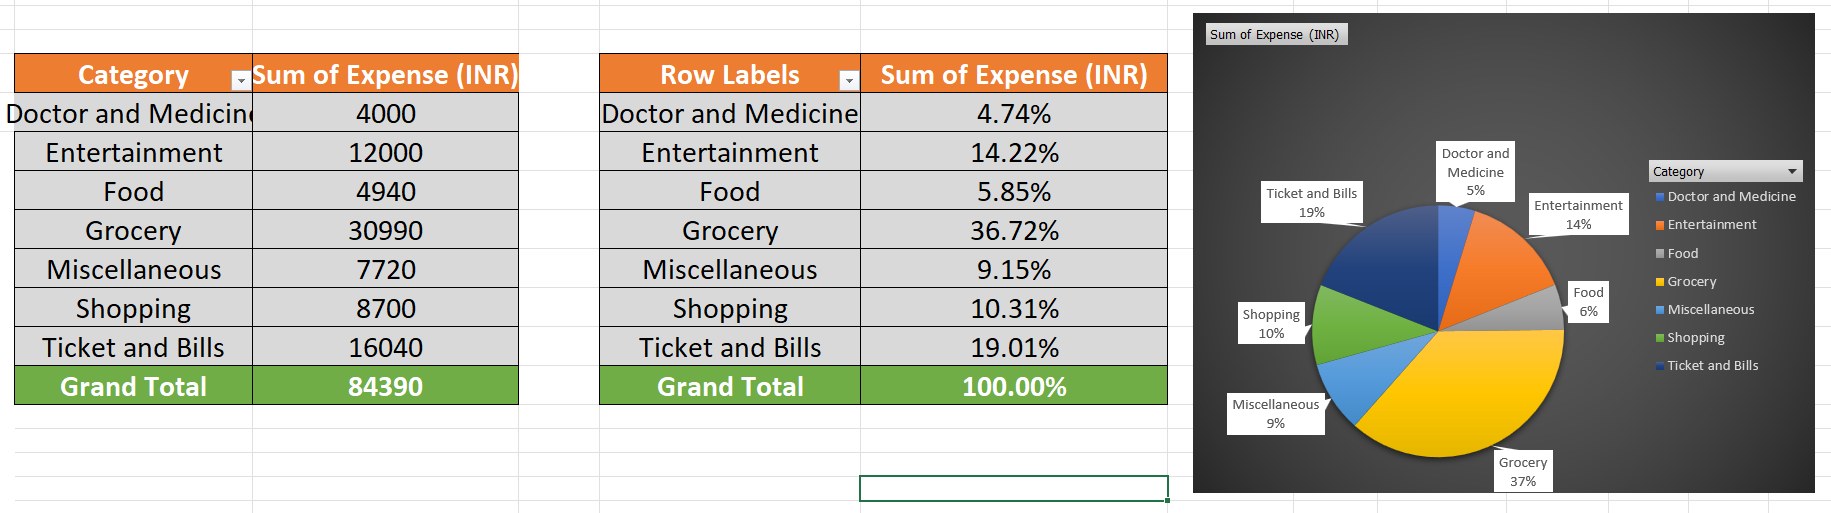 Category Sum of Expense (INR)
Doctor and Medicin
4000
Entertainment 12000
Food 4940
Grocery 30990
Miscellaneous 7720
Shopping 8700
Ticket and Bills 16040
Grand Total 84390
Row Labels Sum of Expense (INR)
Doctor and Medicine 4.74%
Entertainment 14.22%
Food 5.85%
Grocery 36.72%
Miscellaneous 9.15%
Shopping 10.31%
Ticket and Bills 19.01%
Grand Total 100.00%
Sum of Expense (INR)
Doctor and
Medicine
5%
Ticket and Bills
19%
Entertainment
14%
Food
6%
Shopping
10%
Miscellaneous
9%
Grocery
37%
Category
Doctor and Medicine
Entertainment
Food
Grocery
Miscellaneous
Shopping
Ticket and Bills